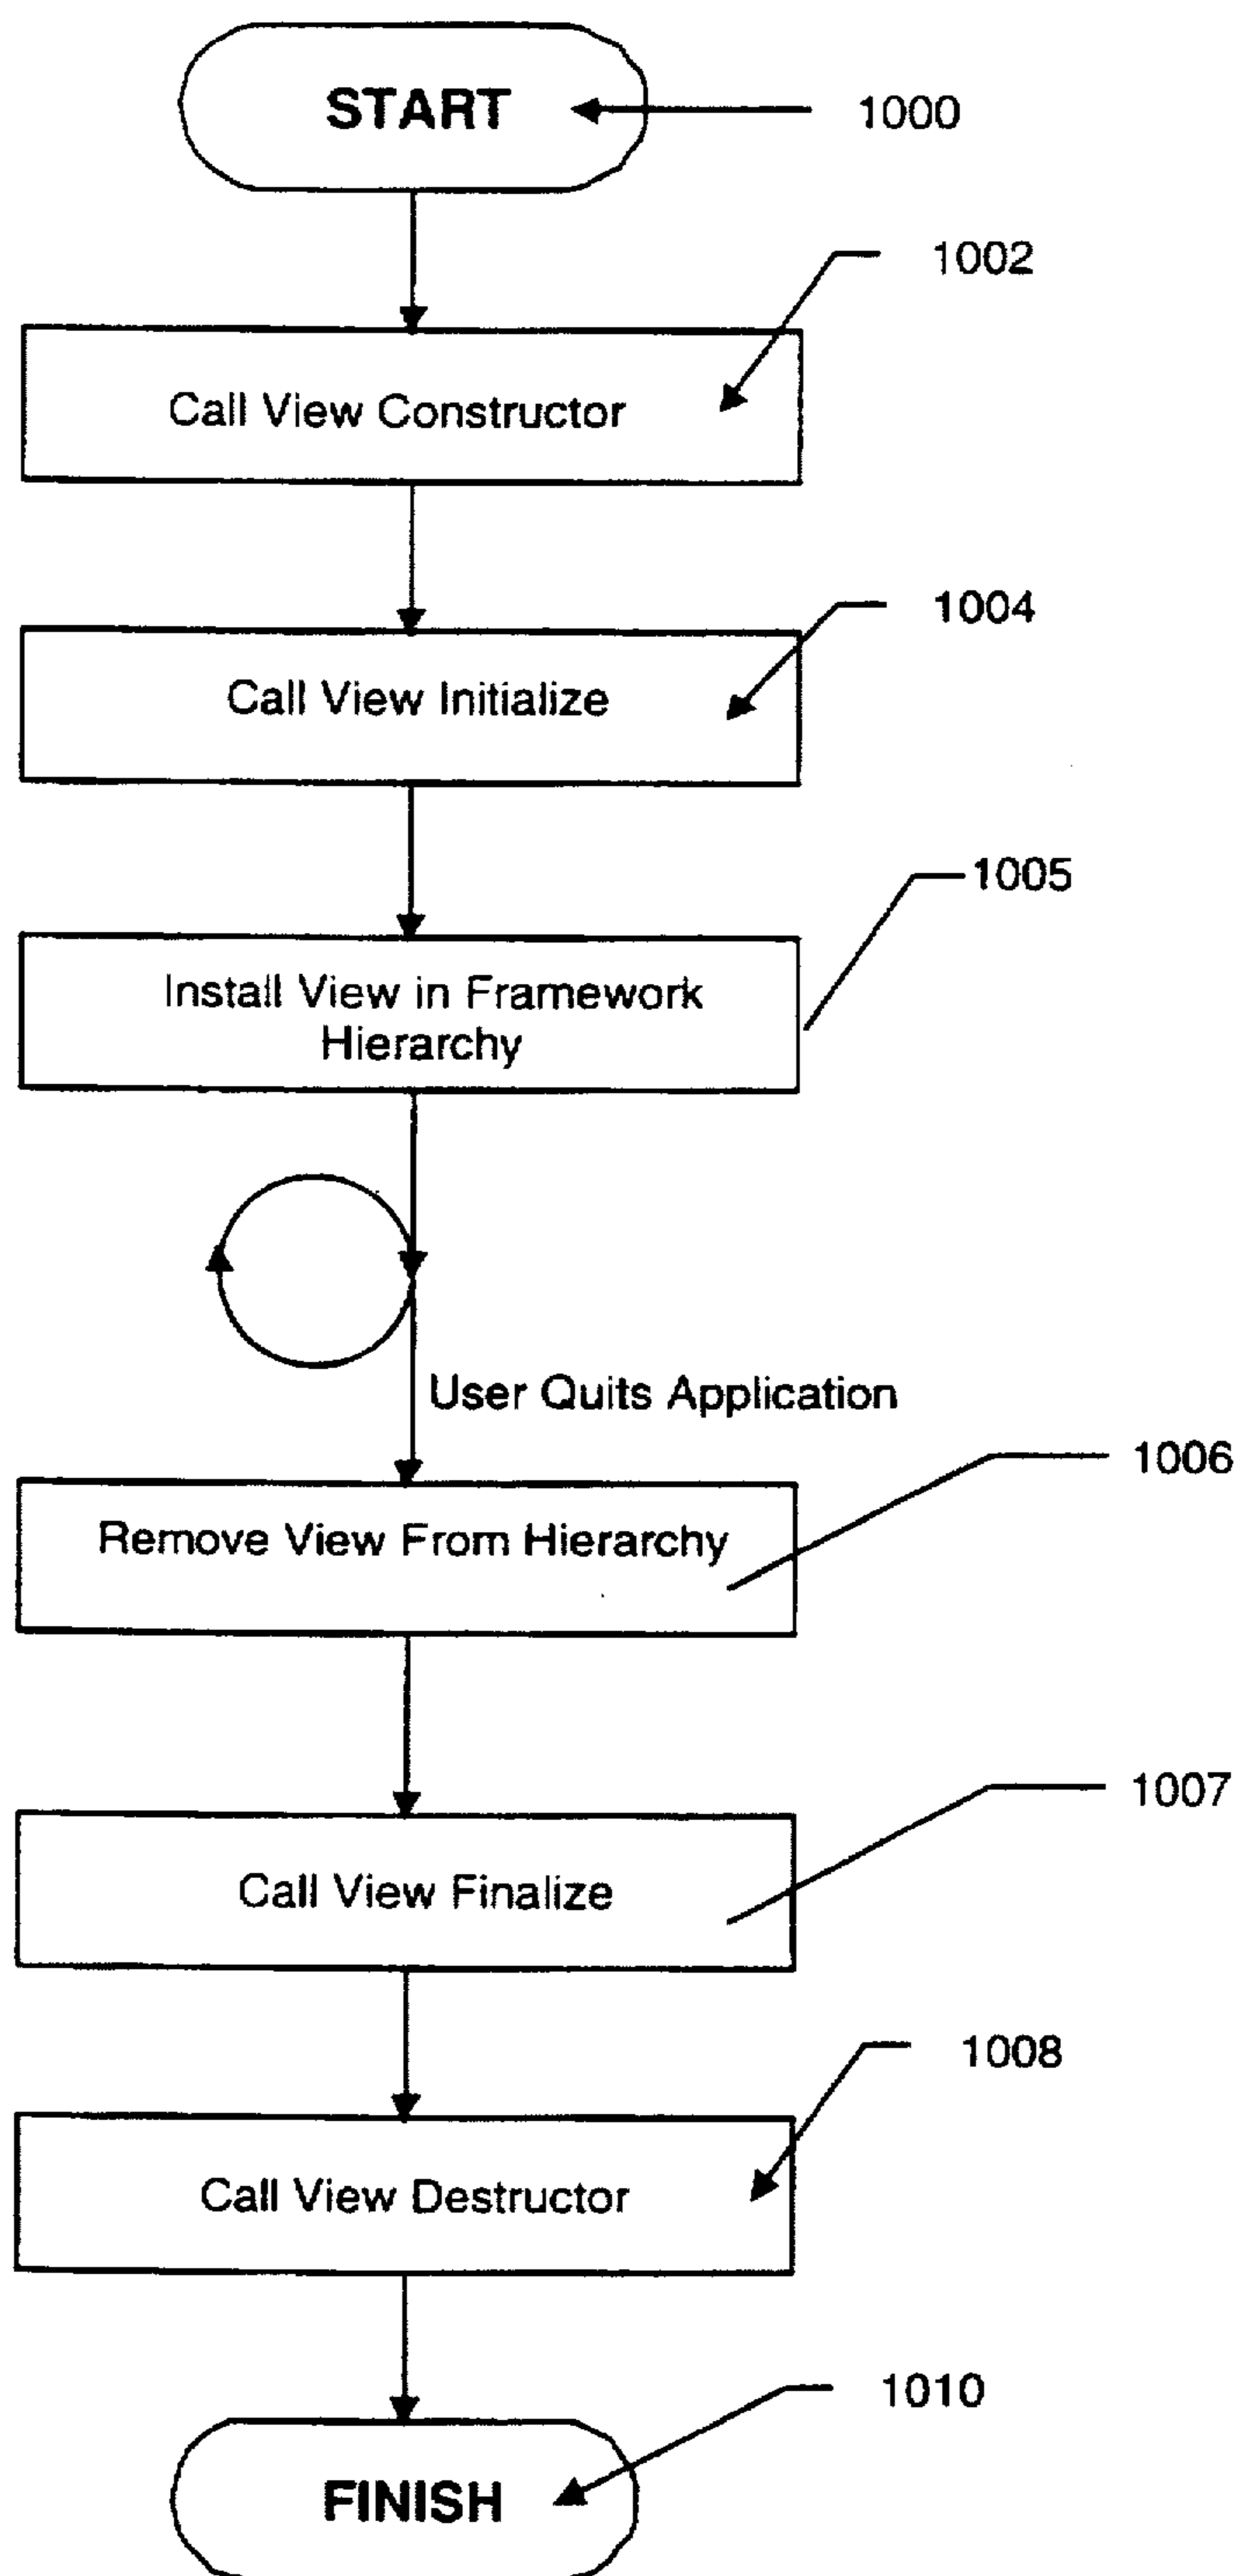 START
1000
1002
Call View Constructor
1004
Call View Initialize
1005
Install View in Framework
Hierarchy
User Quits Application
1006
Remove View From Hierarchy
1007
Call View Finalize
1008
Call View Destructor
1010
FINISH